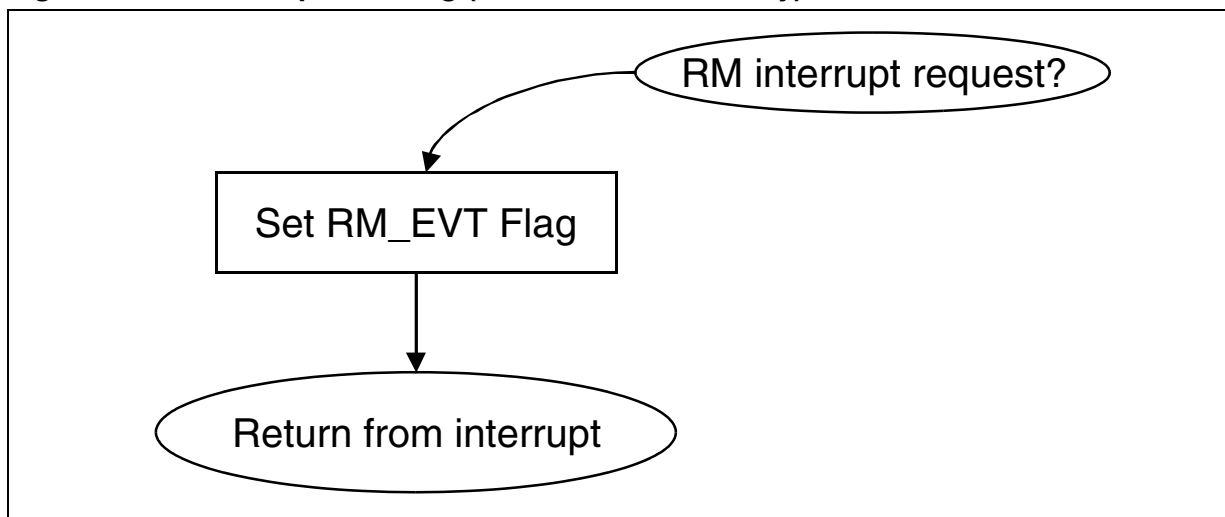 RM interrupt request?
Set RM_EVT Flag
Return from interrupt